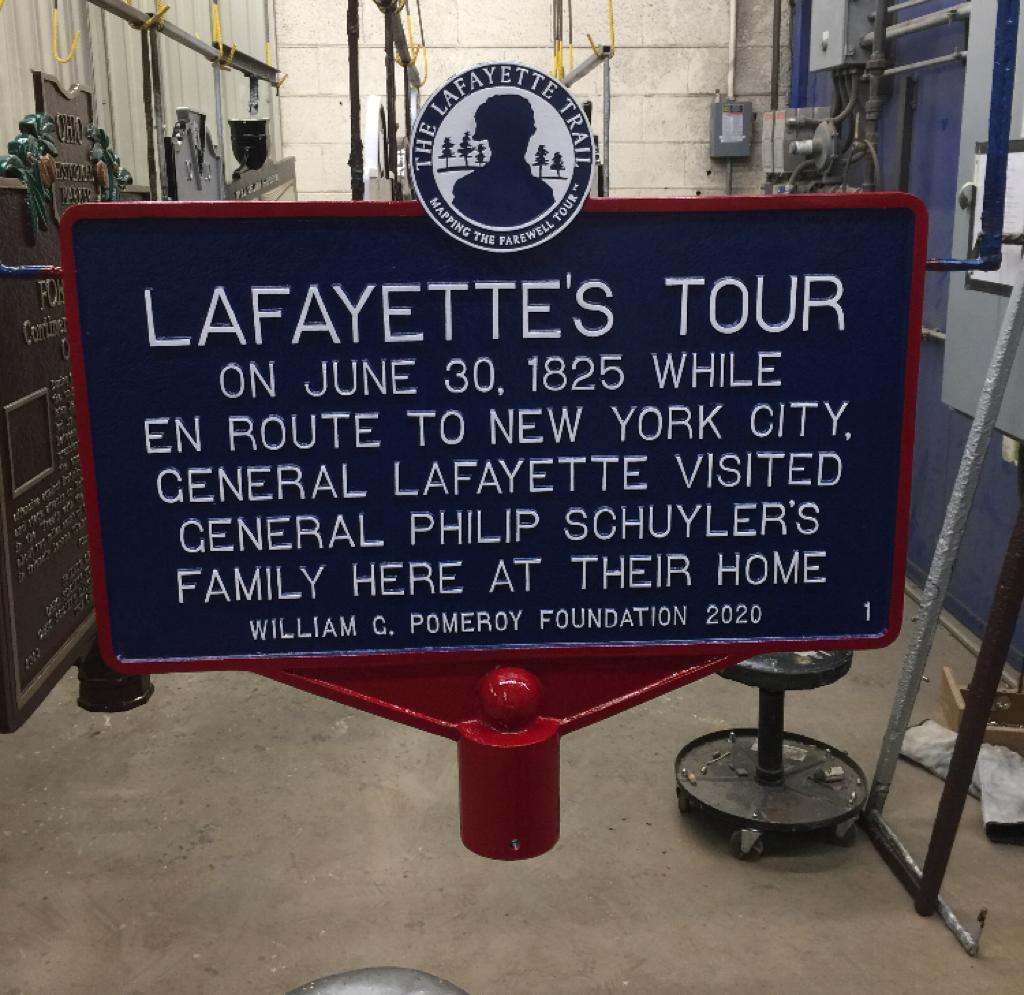 THE LAFAYETTE TRAIL
MAPPING THE FAREWELL TOUR
LAFAYETTE'S TOUR
ON JUNE 30, 1825 WHILE
EN ROUTE TO NEW YORK CITY,
GENERAL LAFAYETTE VISITED
GENERAL PHILIP SCHUYLER'S
FAMILY HERE AT THEIR HOME
WILLIAM G. POMEROY FOUNDATION 2020
1
OHIO